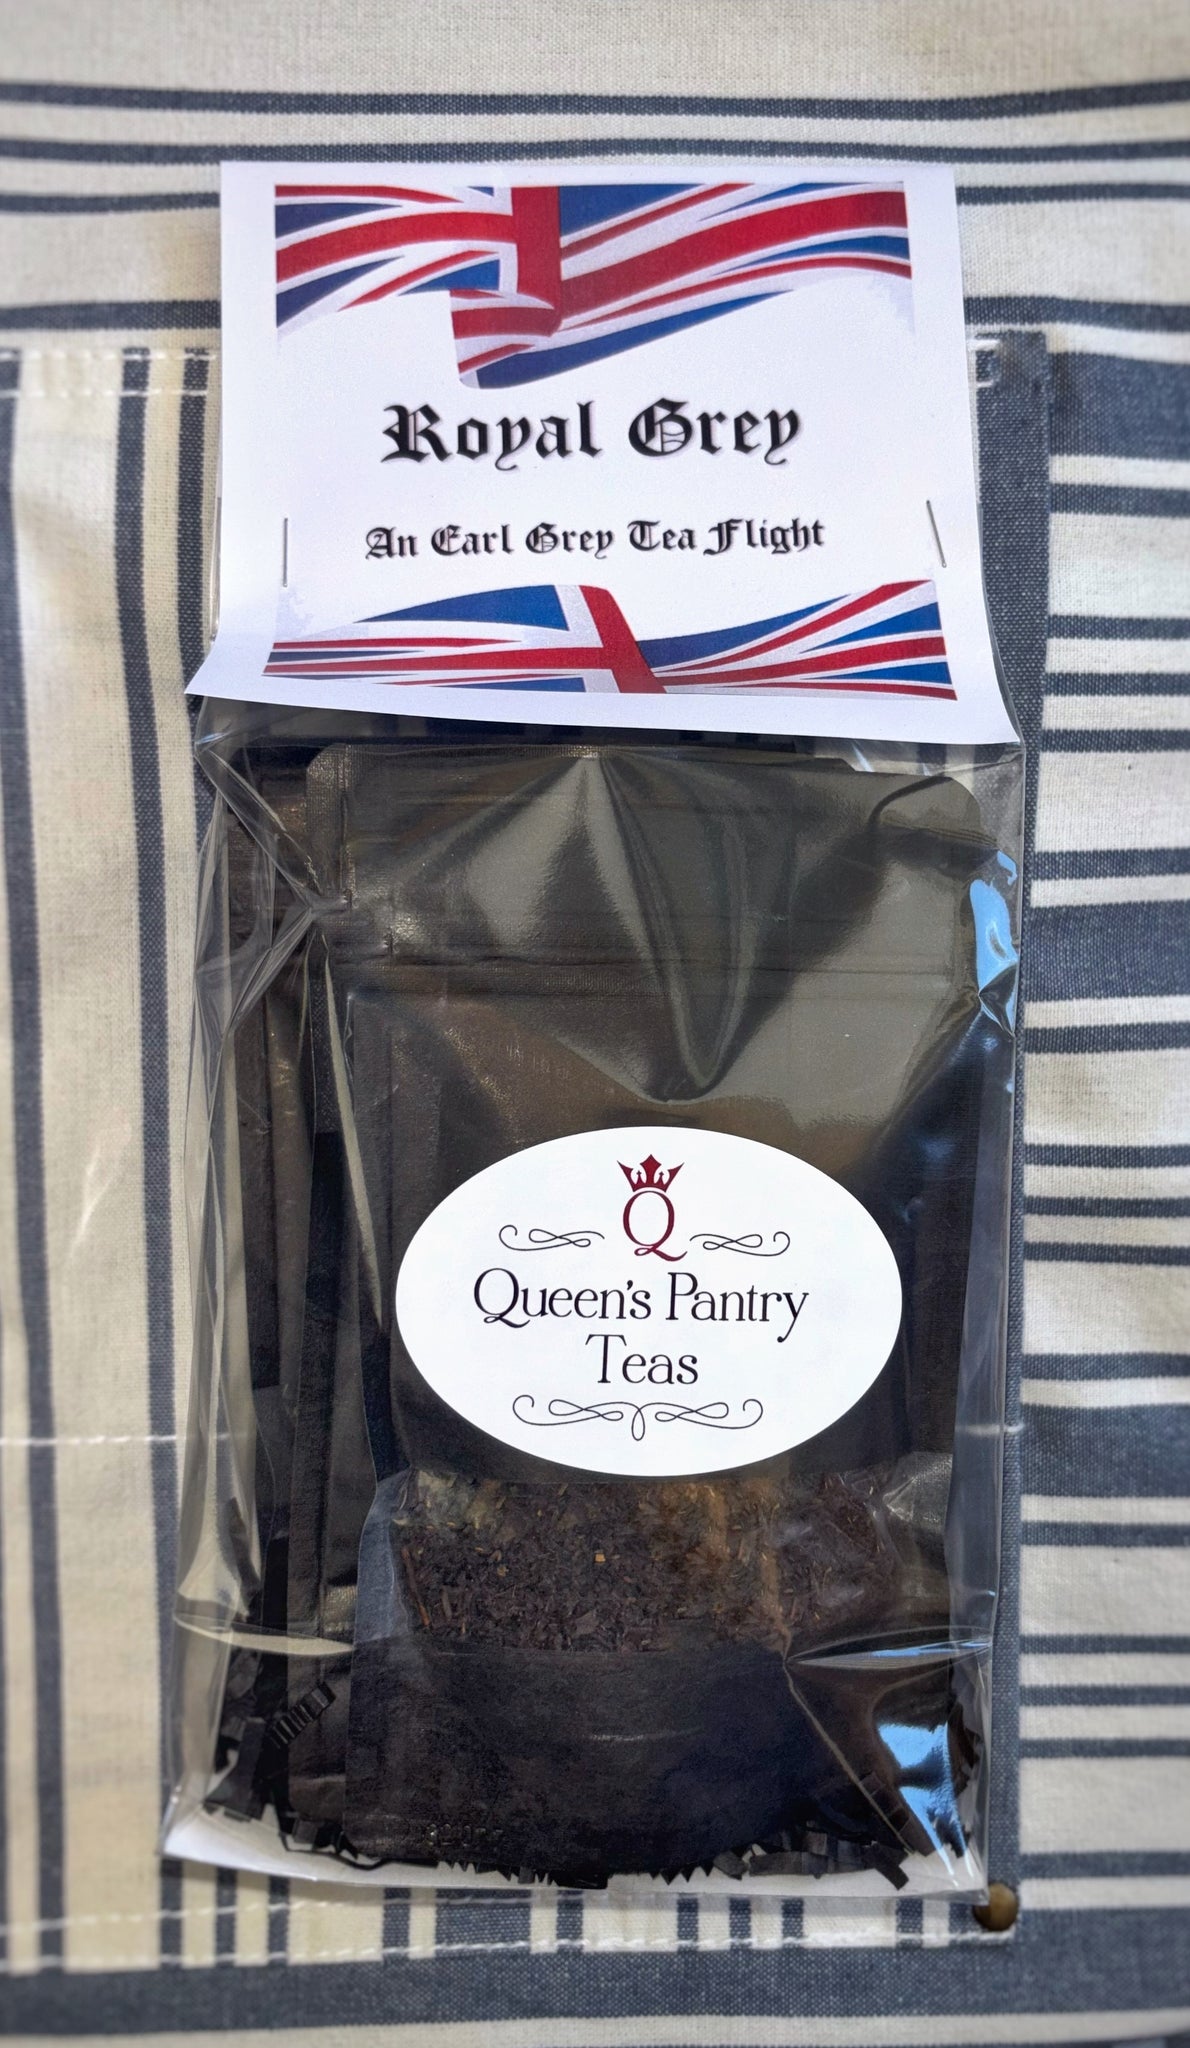 Royal Grey
An Earl Grey Tea Flight
Q
Queen's Pantry
Teas